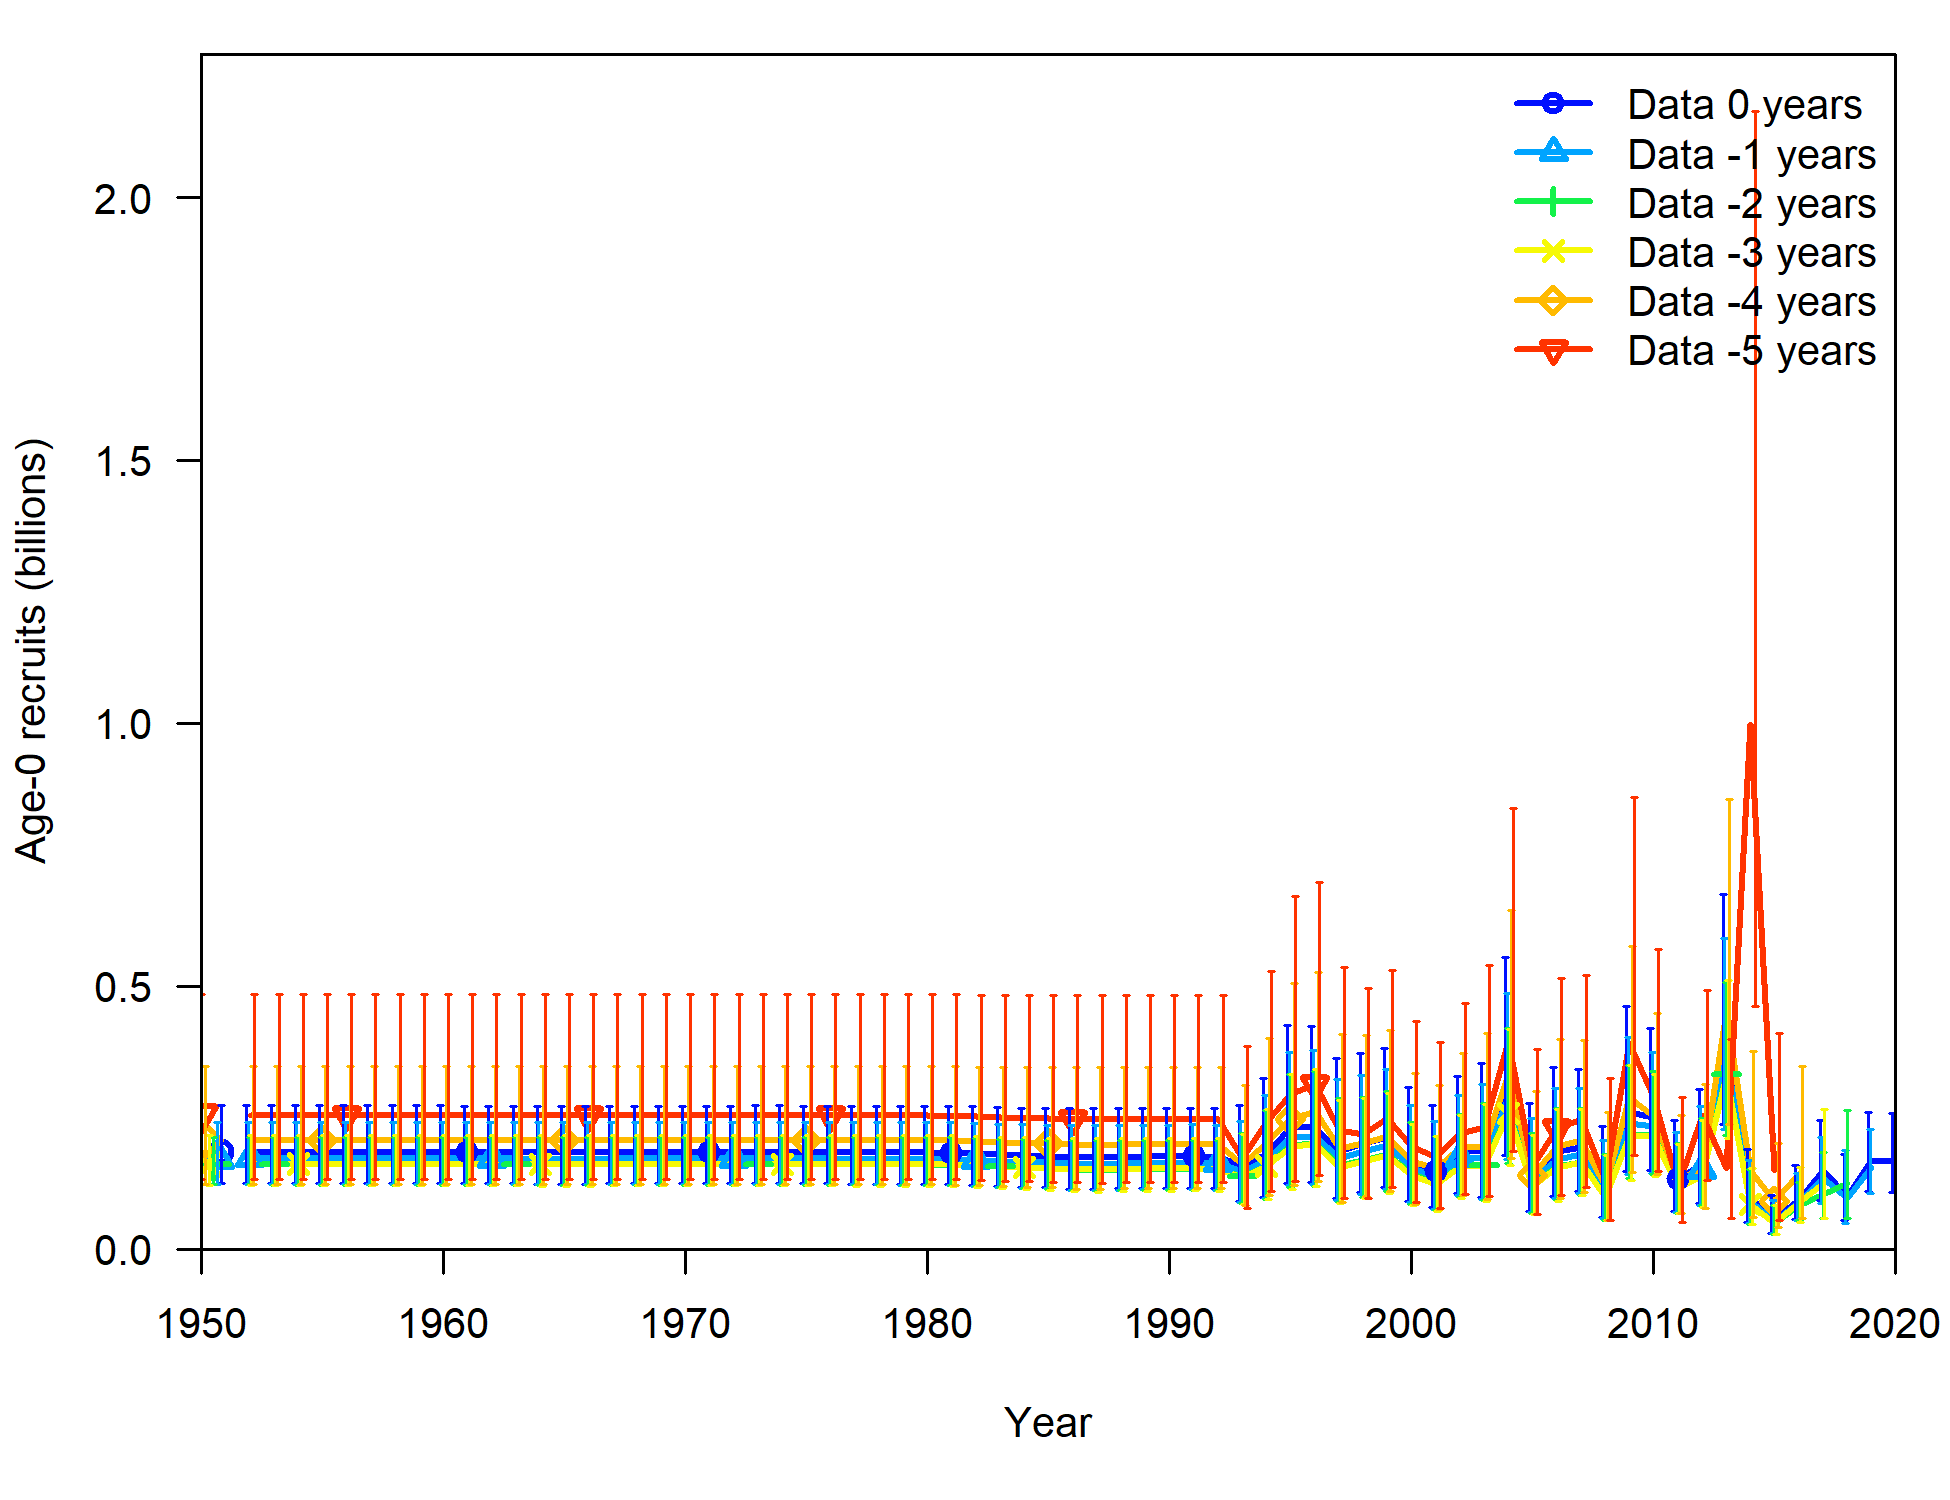 Data 0 years
Data -1 years
Data -2 years
Data -3 years
Data -4 years
Data -5 years
2.0
1.5
1.0
0.5
0.0
Age-0 recruits (billions)
1950 1960 1970 1980 1990 2000 2010 2020
Year